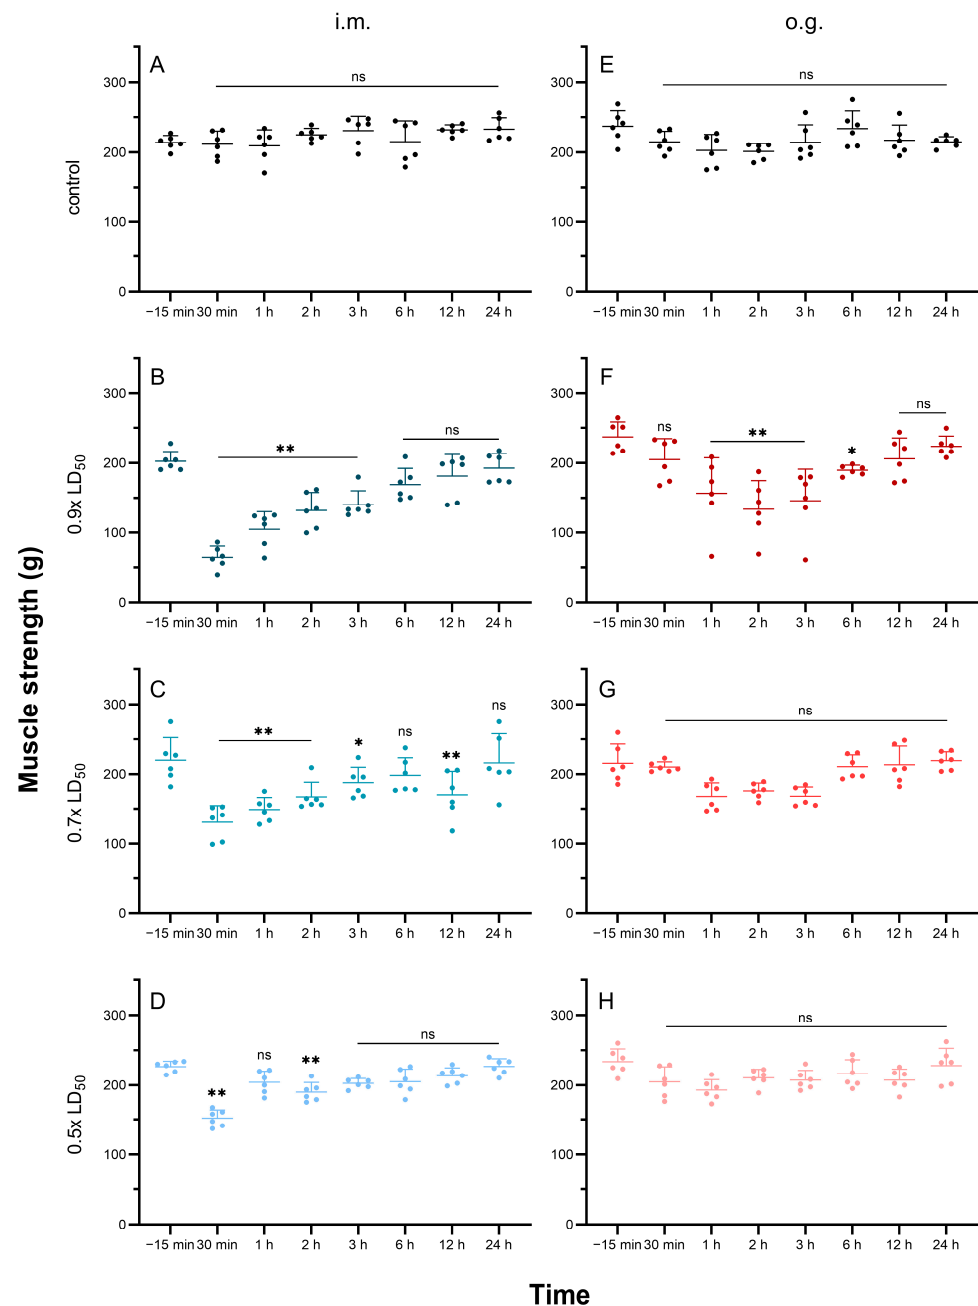 i.m. o.g.
A
ns
300
200
100
0
control
−15 min 30 min 1 h 2 h 3 h 6 h 12 h 24 h
E
ns
300
200
100
0
−15 min 30 min 1 h 2 h 3 h 6 h 12 h 24 h
B
** ns
300
200
100
0
0.9x LD50
−15 min 30 min 1 h 2 h 3 h 6 h 12 h 24 h
F
ns ** * ns
300
200
100
0
−15 min 30 min 1 h 2 h 3 h 6 h 12 h 24 h
Muscle strength (g)
C
** * ns ** ns
300
200
100
0
0.7x LD50
−15 min 30 min 1 h 2 h 3 h 6 h 12 h 24 h
G
ns
300
200
100
0
−15 min 30 min 1 h 2 h 3 h 6 h 12 h 24 h
D
** ns ** ns
300
200
100
0
0.5x LD50
−15 min 30 min 1 h 2 h 3 h 6 h 12 h 24 h
H
ns
300
200
100
0
−15 min 30 min 1 h 2 h 3 h 6 h 12 h 24 h
Time